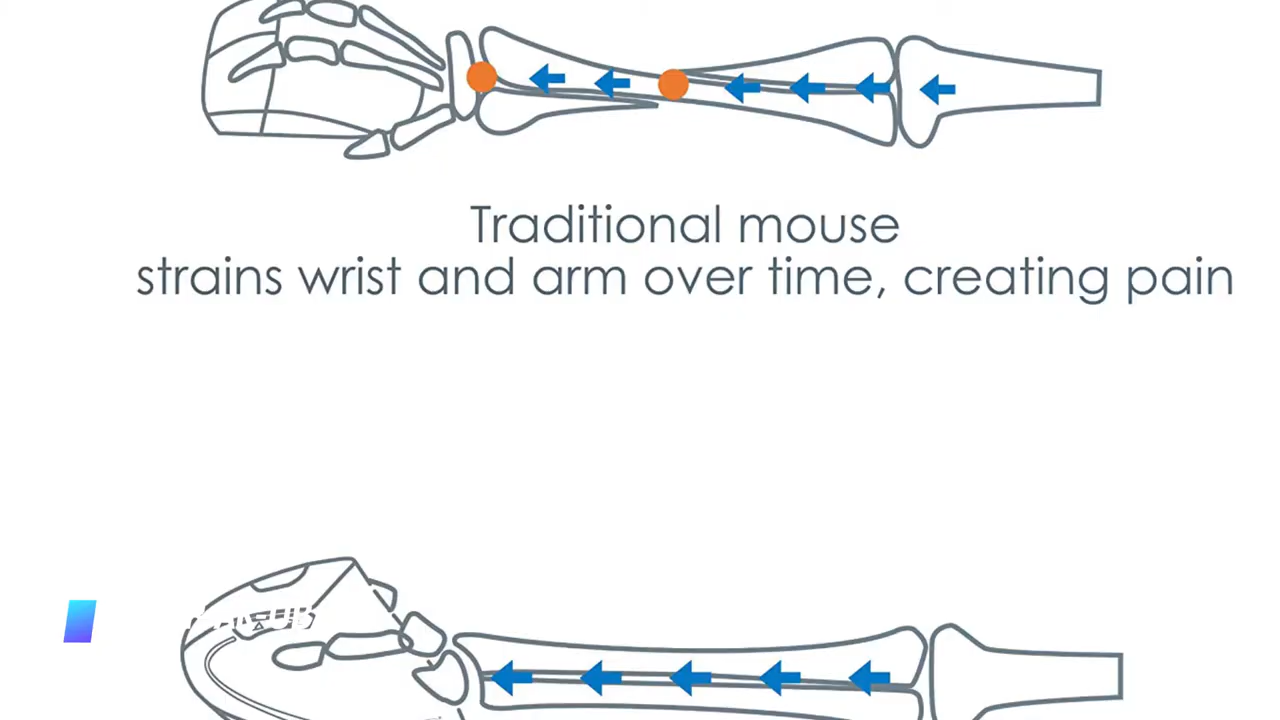 Traditional mouse
strains wrist and arm over time, creating pain